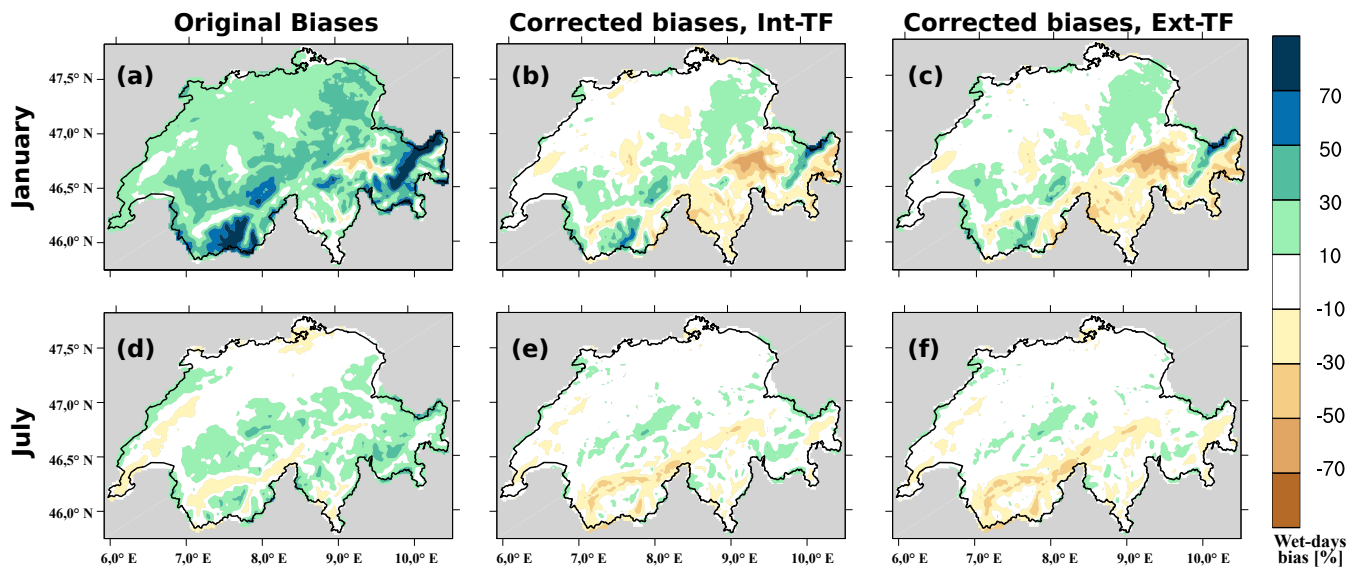 Original Biases
Corrected biases, Int-TF
Corrected biases, Ext-TF
January
(a)
(b)
(c)
47,5° N
47,0° N
46,5° N
46,0° N
70
50
30
10
-10
-30
-50
-70
July
(d)
(e)
(f)
47,5° N
47,0° N
46,5° N
46,0° N
6,0° E 7,0° E 8,0° E 9,0° E 10,0° E
6,0° E 7,0° E 8,0° E 9,0° E 10,0° E
6,0° E 7,0° E 8,0° E 9,0° E 10,0° E
Wet-days
bias [%]